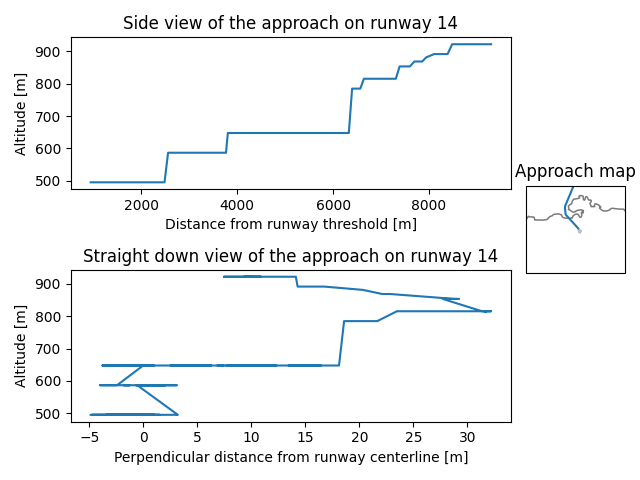 Side view of the approach on runway 14
Altitude [m]
900
800
700
600
500
2000 4000 6000 8000
Distance from runway threshold [m]
Approach map
Straight down view of the approach on runway 14
Altitude [m]
900
800
700
600
500
−5 0 5 10 15 20 25 30
Perpendicular distance from runway centerline [m]